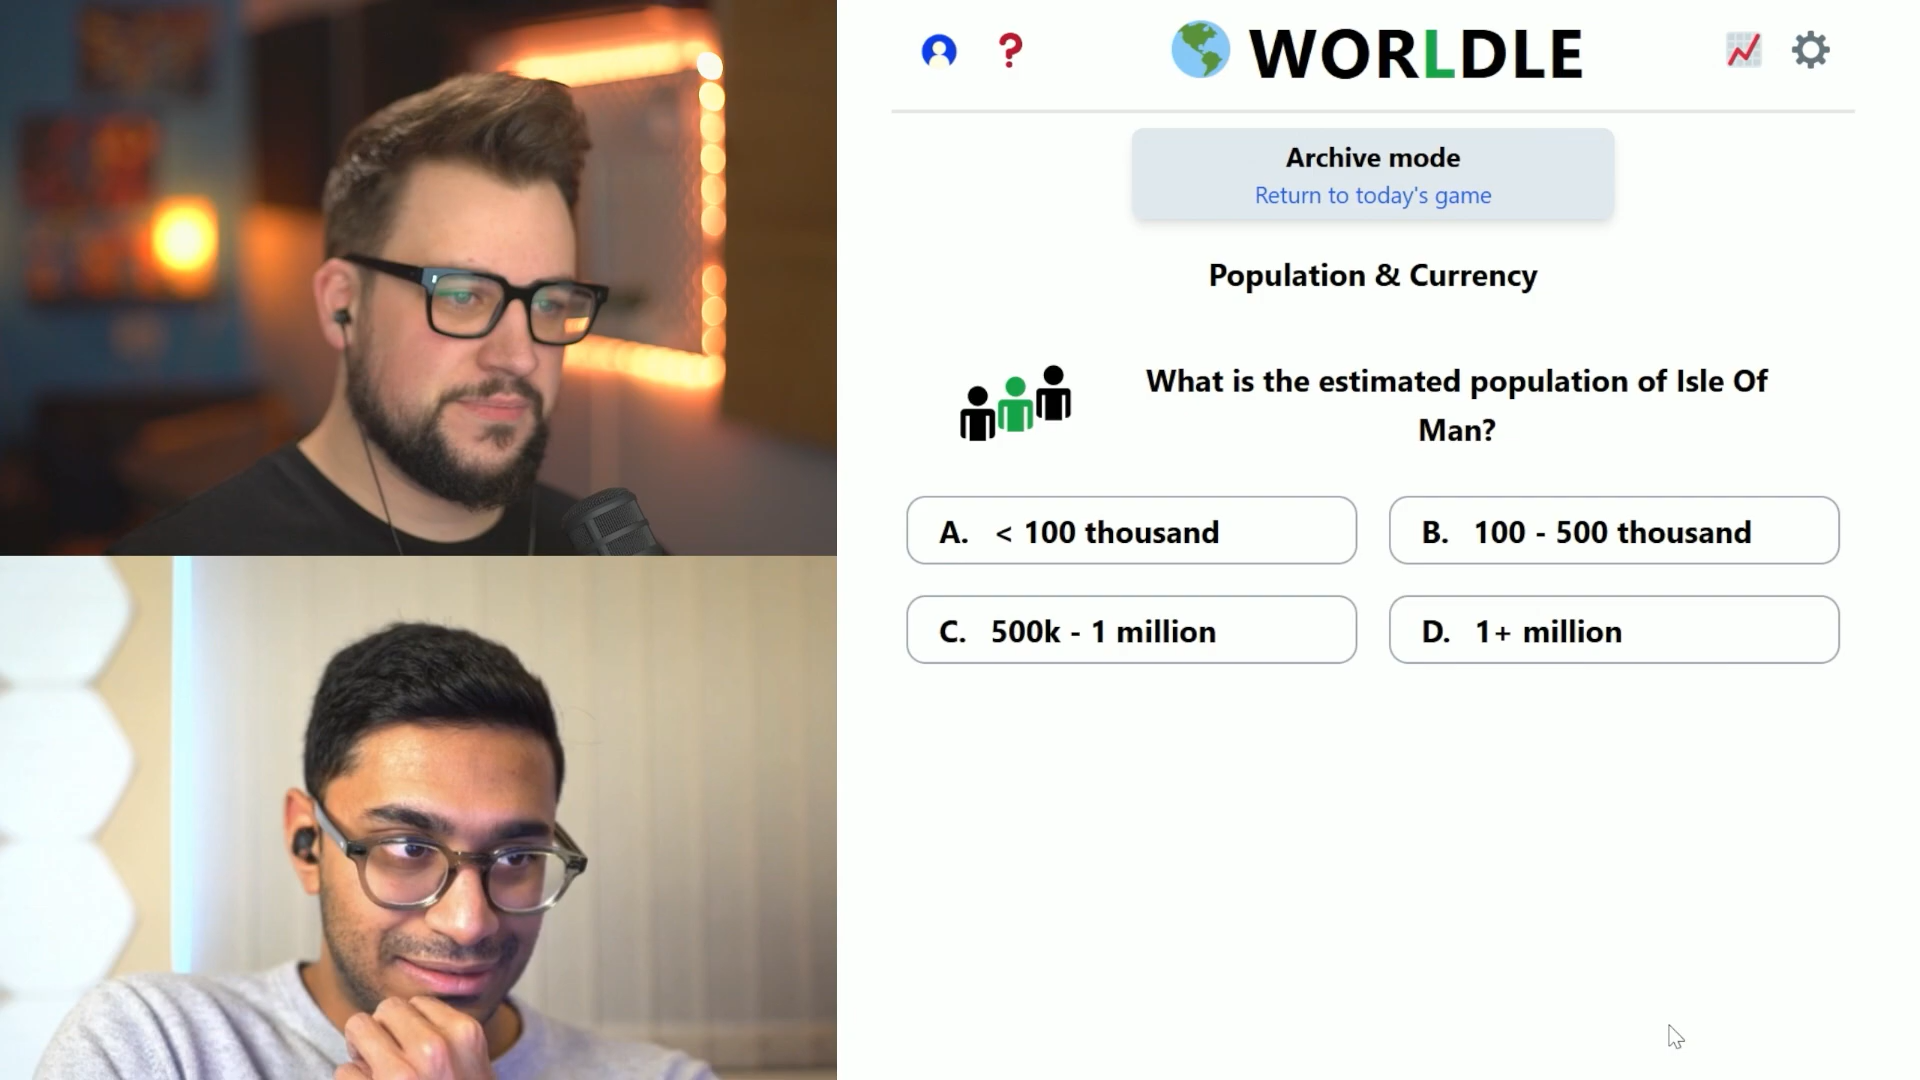 WORLDLE
Archive mode
Return to today's game
Population & Currency
What is the estimated population of Isle Of
Man?
A. < 100 thousand
B. 100 - 500 thousand
C. 500k - 1 million
D. 1+ million